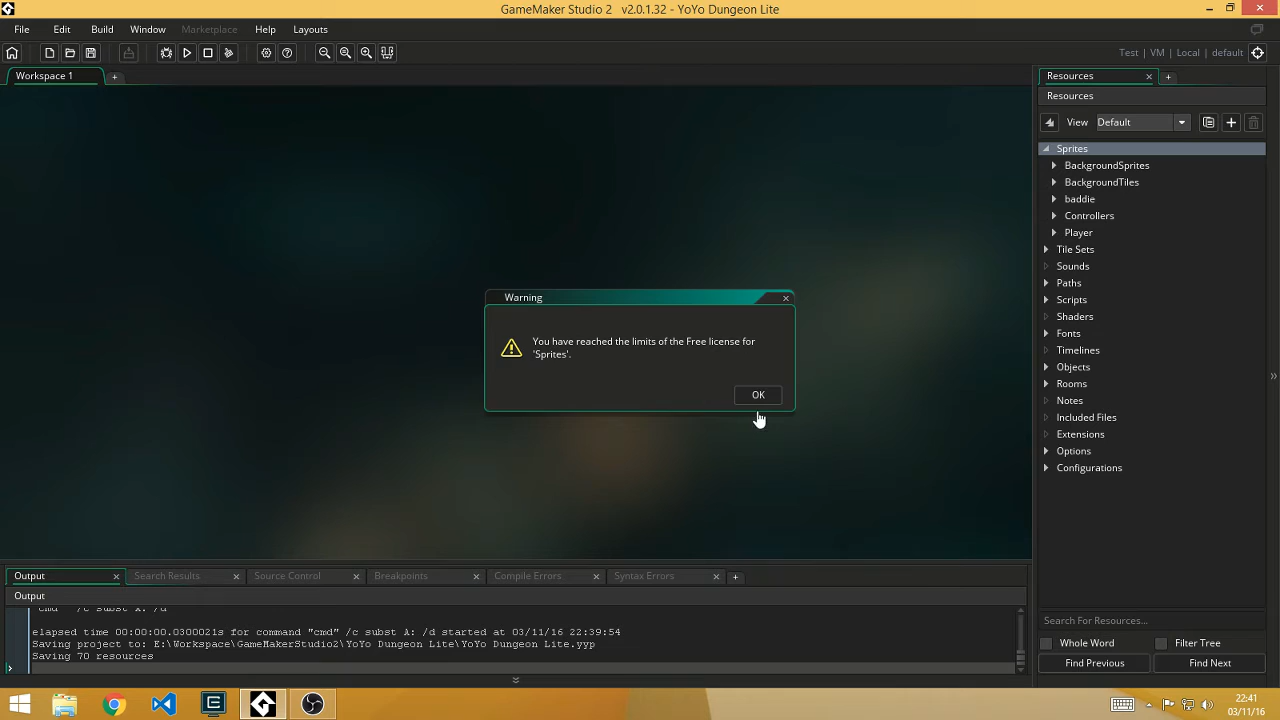 GameMaker Studio 2 v2.0.1.32 - YoYo Dungeon Lite
File Edit Build Window Marketplace Help Layouts
Test | VM | Local | default
Workspace 1
Resources
Resources
View Default
Sprites
BackgroundSprites
BackgroundTiles
baddie
Controllers
Player
Tile Sets
Sounds
Paths
Scripts
Shaders
Fonts
Timelines
Objects
Rooms
Notes
Included Files
Extensions
Options
Configurations
Search For Resources...
Whole Word Filter Tree
Find Previous Find Next
Warning
You have reached the limits of the Free license for
'Sprites'.
OK
Output Search Results Source Control Breakpoints Compile Errors Syntax Errors
Output
"cmd" /c subst A: /d
elapsed time 00:00:00.0300021s for command "cmd" /c subst A: /d started at 03/11/16 22:39:54
Saving project to: E:\Workspace\GameMakerStudio2\YoYo Dungeon Lite\YoYo Dungeon Lite.yyp
Saving 70 resources
22:41
03/11/16